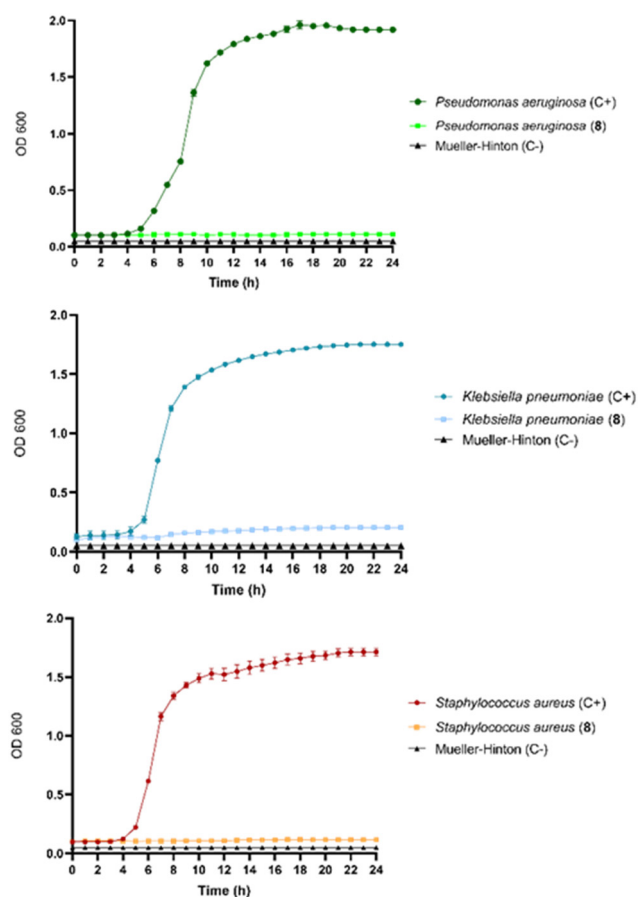 2.0
1.5
1.0
0.5
0.0
OD 600
0 2 4 6 8 10 12 14 16 18 20 22 24
Time (h)
Pseudomonas aeruginosa (C+)
Pseudomonas aeruginosa (8)
Mueller-Hinton (C-)
2.0
1.5
1.0
0.5
0.0
OD 600
0 2 4 6 8 10 12 14 16 18 20 22 24
Time (h)
Klebsiella pneumoniae (C+)
Klebsiella pneumoniae (8)
Mueller-Hinton (C-)
2.0
1.5
1.0
0.5
0.0
OD 600
0 2 4 6 8 10 12 14 16 18 20 22 24
Time (h)
Staphylococcus aureus (C+)
Staphylococcus aureus (8)
Mueller-Hinton (C-)